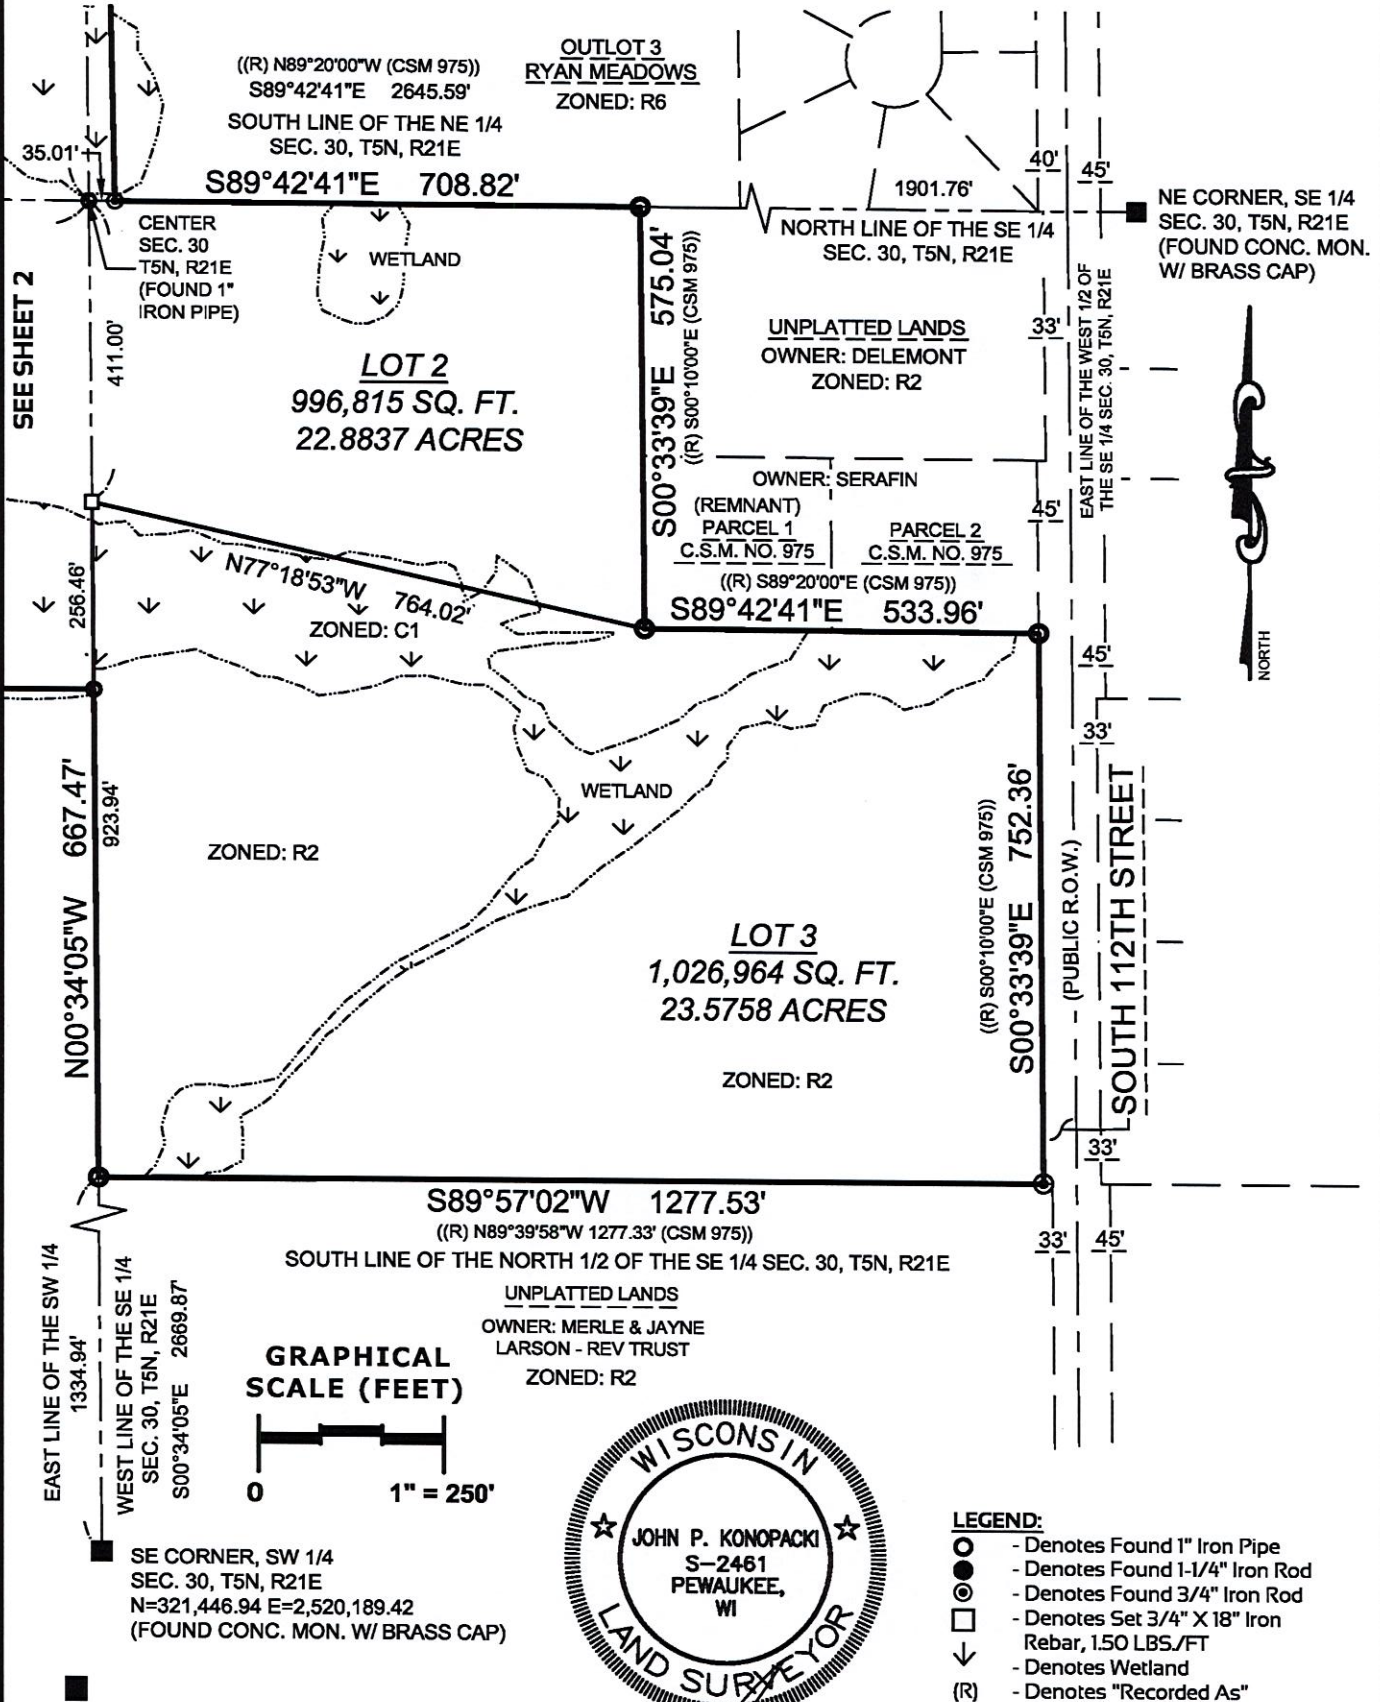 ((R) N89°20'00"W (CSM 975))
S89°42'41"E 2645.59'
SOUTH LINE OF THE NE 1/4
SEC. 30, T5N, R21E
OUTLOT 3
RYAN MEADOWS
ZONED: R6
35.01'
S89°42'41"E 708.82'
1901.76'
40'
45'
NE CORNER, SE 1/4
SEC. 30, T5N, R21E
(FOUND CONC. MON.
W/ BRASS CAP)
NORTH LINE OF THE SE 1/4
SEC. 30, T5N, R21E
CENTER
SEC. 30
T5N, R21E
(FOUND 1"
IRON PIPE)
WETLAND
SEE SHEET 2
411.00'
LOT 2
996,815 SQ. FT.
22.8837 ACRES
S00°33'39"E 575.04'
((R) S00°10'00"E (CSM 975))
UNPLATTED LANDS
OWNER: DELEMONT
ZONED: R2
33'
EAST LINE OF THE WEST 1/2 OF
THE SE 1/4 SEC. 30, T5N, R21E
OWNER: SERAFIN
(REMNANT)
PARCEL 1
C.S.M. NO. 975
PARCEL 2
C.S.M. NO. 975
45'
((R) S89°20'00"E (CSM 975))
S89°42'41"E 533.96'
N77°18'53"W 764.02'
ZONED: C1
256.46'
NORTH
45'
33'
WETLAND
N00°34'05"W 667.47'
923.94'
ZONED: R2
LOT 3
1,026,964 SQ. FT.
23.5758 ACRES
ZONED: R2
((R) S00°10'00"E (CSM 975))
S00°33'39"E 752.36'
(PUBLIC R.O.W.)
SOUTH 112TH STREET
33'
S89°57'02"W 1277.53'
((R) N89°39'58"W 1277.33' (CSM 975))
SOUTH LINE OF THE NORTH 1/2 OF THE SE 1/4 SEC. 30, T5N, R21E
33'
45'
UNPLATTED LANDS
OWNER: MERLE & JAYNE
LARSON - REV TRUST
ZONED: R2
EAST LINE OF THE SW 1/4
1334.94'
WEST LINE OF THE SE 1/4
SEC. 30, T5N, R21E
S00°34'05"E 2669.87'
GRAPHICAL
SCALE (FEET)
0 1" = 250'
SE CORNER, SW 1/4
SEC. 30, T5N, R21E
N=321,446.94 E=2,520,189.42
(FOUND CONC. MON. W/ BRASS CAP)
WISCONSIN
JOHN P. KONOPACKI
S-2461
PEWAUKEE,
WI
LAND SURVEYOR
LEGEND:
- Denotes Found 1" Iron Pipe
- Denotes Found 1-1/4" Iron Rod
- Denotes Found 3/4" Iron Rod
- Denotes Set 3/4" X 18" Iron
Rebar, 1.50 LBS./FT
- Denotes Wetland
(R) - Denotes "Recorded As"